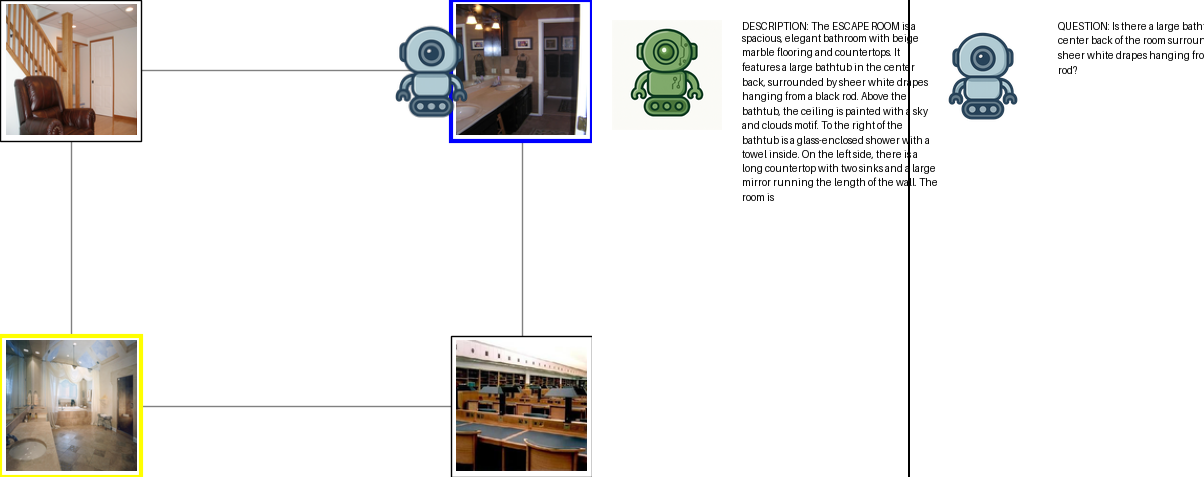 DESCRIPTION: The ESCAPE ROOM is a
spacious, elegant bathroom with beige
marble flooring and countertops. It
features a large bathtub in the center
back, surrounded by sheer white drapes
hanging from a black rod. Above the
bathtub, the ceiling is painted with a sky
and clouds motif. To the right of the
bathtub is a glass-enclosed shower with a
towel inside. On the left side, there is a
long countertop with two sinks and a large
mirror running the length of the wall. The
room is
QUESTION: Is there a large bath
center back of the room surroun
sheer white drapes hanging fro
rod?